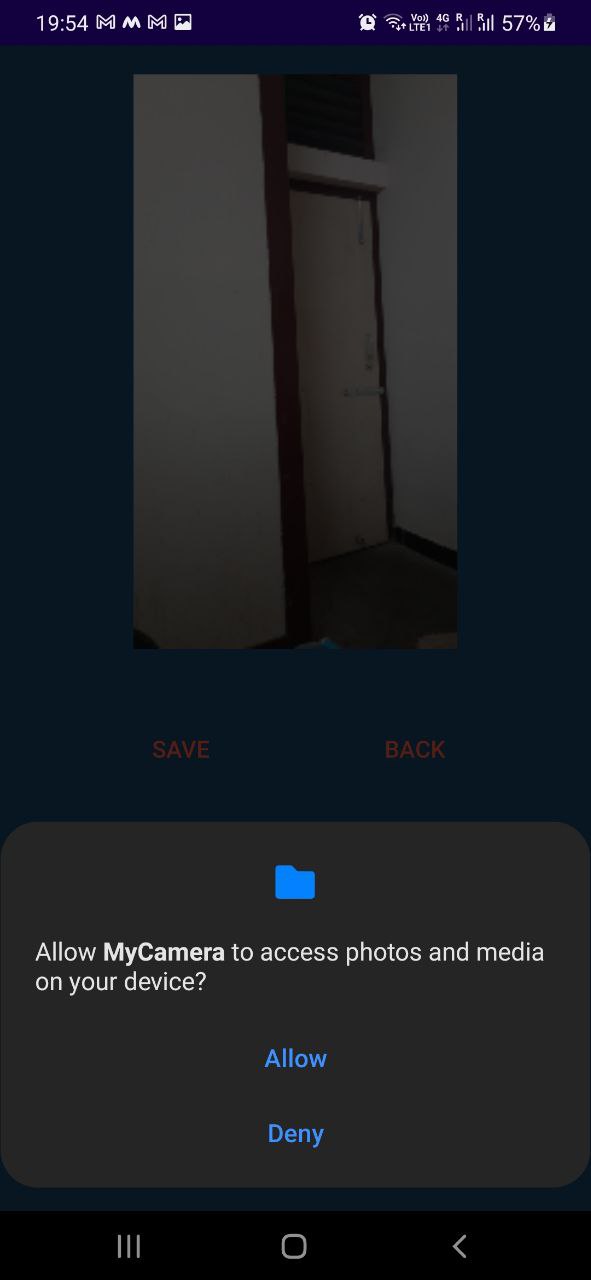 19:54 Vo)) LTE1 4G R R 57%
SAVE BACK
Allow MyCamera to access photos and media
on your device?
Allow
Deny